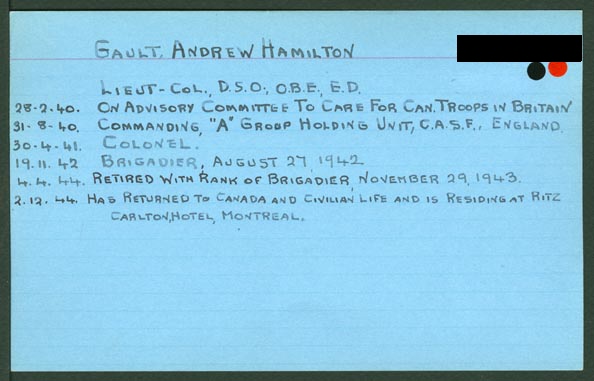 GAULT, ANDREW HAMILTON
LIEUT-COL., D.S.O., O.B.E., E.D.
28-2-40. ON ADVISORY COMMITTEE TO CARE FOR CAN. TROOPS IN BRITAIN
31-8-40. COMMANDING, "A" GROUP HOLDING UNIT, C.A.S.F., ENGLAND.
30-4-41. COLONEL.
19.11.42 BRIGADIER, AUGUST 27, 1942
4.4.44. RETIRED WITH RANK OF BRIGADIER, NOVEMBER 29, 1943.
2.12.44. HAS RETURNED TO CANADA AND CIVILIAN LIFE AND IS RESIDING AT RITZ
CARLTON, HOTEL, MONTREAL.